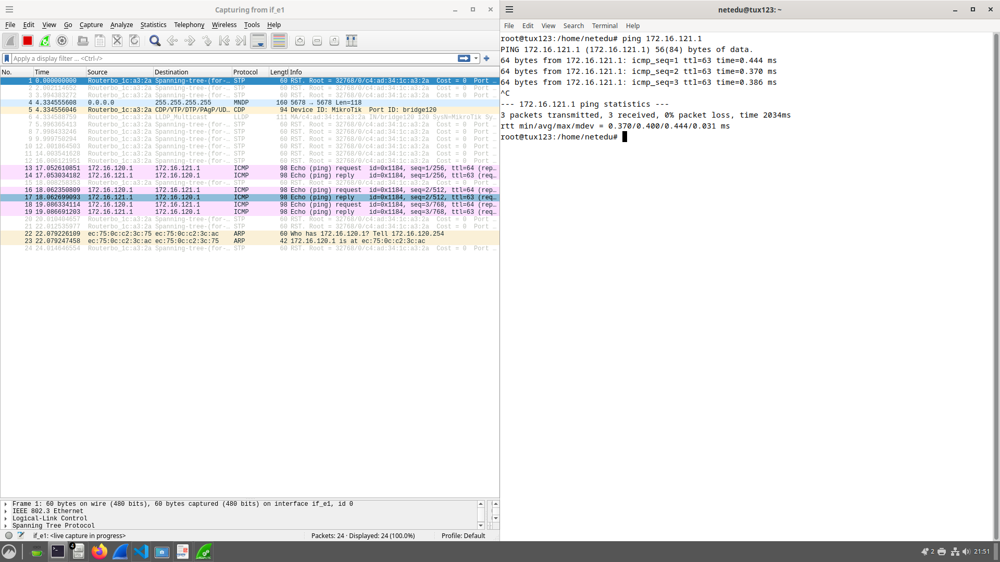 Capturing from if_e1
File Edit View Go Capture Analyze Statistics Telephony Wireless Tools Help
Apply a display filter ... <Ctrl-/>
No. Time Source Destination Protocol Lengtl Info
1 0.000000000 Routerbo_1c:a3:2a Spanning-tree-(for-… STP 60 RST. Root = 32768/0/c4:ad:34:1c:a3:2a Cost = 0 Port …
2 2.002114652 Routerbo_1c:a3:2a Spanning-tree-(for-… STP 60 RST. Root = 32768/0/c4:ad:34:1c:a3:2a Cost = 0 Port …
3 3.994383272 Routerbo_1c:a3:2a Spanning-tree-(for-… STP 60 RST. Root = 32768/0/c4:ad:34:1c:a3:2a Cost = 0 Port …
4 4.334555608 0.0.0.0 255.255.255.255 MNDP 160 5678 → 5678 Len=118
5 4.334556046 Routerbo_1c:a3:2a CDP/VTP/DTP/PAgP/UD… CDP 94 Device ID: MikroTik Port ID: bridge120
6 4.334588759 Routerbo_1c:a3:2a LLDP_Multicast LLDP 111 MA/c4:ad:34:1c:a3:2a IN/bridge120 120 SysN=MikroTik Sy…
7 5.996365413 Routerbo_1c:a3:2a Spanning-tree-(for-… STP 60 RST. Root = 32768/0/c4:ad:34:1c:a3:2a Cost = 0 Port …
8 7.998433246 Routerbo_1c:a3:2a Spanning-tree-(for-… STP 60 RST. Root = 32768/0/c4:ad:34:1c:a3:2a Cost = 0 Port …
9 9.999750294 Routerbo_1c:a3:2a Spanning-tree-(for-… STP 60 RST. Root = 32768/0/c4:ad:34:1c:a3:2a Cost = 0 Port …
10 12.001864503 Routerbo_1c:a3:2a Spanning-tree-(for-… STP 60 RST. Root = 32768/0/c4:ad:34:1c:a3:2a Cost = 0 Port …
11 14.003541628 Routerbo_1c:a3:2a Spanning-tree-(for-… STP 60 RST. Root = 32768/0/c4:ad:34:1c:a3:2a Cost = 0 Port …
12 16.006121951 Routerbo_1c:a3:2a Spanning-tree-(for-… STP 60 RST. Root = 32768/0/c4:ad:34:1c:a3:2a Cost = 0 Port …
13 17.052610851 172.16.120.1 172.16.121.1 ICMP 98 Echo (ping) request id=0x1184, seq=1/256, ttl=64 (rep…
14 17.053034182 172.16.121.1 172.16.120.1 ICMP 98 Echo (ping) reply id=0x1184, seq=1/256, ttl=63 (req…
15 18.008258353 Routerbo_1c:a3:2a Spanning-tree-(for-… STP 60 RST. Root = 32768/0/c4:ad:34:1c:a3:2a Cost = 0 Port …
16 18.062350809 172.16.120.1 172.16.121.1 ICMP 98 Echo (ping) request id=0x1184, seq=2/512, ttl=64 (rep…
17 18.062699093 172.16.121.1 172.16.120.1 ICMP 98 Echo (ping) reply id=0x1184, seq=2/512, ttl=63 (req…
18 19.086334114 172.16.120.1 172.16.121.1 ICMP 98 Echo (ping) request id=0x1184, seq=3/768, ttl=64 (rep…
19 19.086691203 172.16.121.1 172.16.120.1 ICMP 98 Echo (ping) reply id=0x1184, seq=3/768, ttl=63 (req…
20 20.010404657 Routerbo_1c:a3:2a Spanning-tree-(for-… STP 60 RST. Root = 32768/0/c4:ad:34:1c:a3:2a Cost = 0 Port …
21 22.012535977 Routerbo_1c:a3:2a Spanning-tree-(for-… STP 60 RST. Root = 32768/0/c4:ad:34:1c:a3:2a Cost = 0 Port …
22 22.079226109 ec:75:0c:c2:3c:75 ec:75:0c:c2:3c:ac ARP 60 Who has 172.16.120.1? Tell 172.16.120.254
23 22.079247458 ec:75:0c:c2:3c:ac ec:75:0c:c2:3c:75 ARP 42 172.16.120.1 is at ec:75:0c:c2:3c:ac
24 24.014646554 Routerbo_1c:a3:2a Spanning-tree-(for-… STP 60 RST. Root = 32768/0/c4:ad:34:1c:a3:2a Cost = 0 Port …
Frame 1: 60 bytes on wire (480 bits), 60 bytes captured (480 bits) on interface if_e1, id 0
IEEE 802.3 Ethernet
Logical-Link Control
Spanning Tree Protocol
if_e1: <live capture in progress> Packets: 24 · Displayed: 24 (100.0%) Profile: Default
netedu@tux123: ~
File Edit View Search Terminal Help
root@tux123:/home/netedu# ping 172.16.121.1
PING 172.16.121.1 (172.16.121.1) 56(84) bytes of data.
64 bytes from 172.16.121.1: icmp_seq=1 ttl=63 time=0.444 ms
64 bytes from 172.16.121.1: icmp_seq=2 ttl=63 time=0.370 ms
64 bytes from 172.16.121.1: icmp_seq=3 ttl=63 time=0.386 ms
^C
--- 172.16.121.1 ping statistics ---
3 packets transmitted, 3 received, 0% packet loss, time 2034ms
rtt min/avg/max/mdev = 0.370/0.400/0.444/0.031 ms
root@tux123:/home/netedu#
4
2 21:51